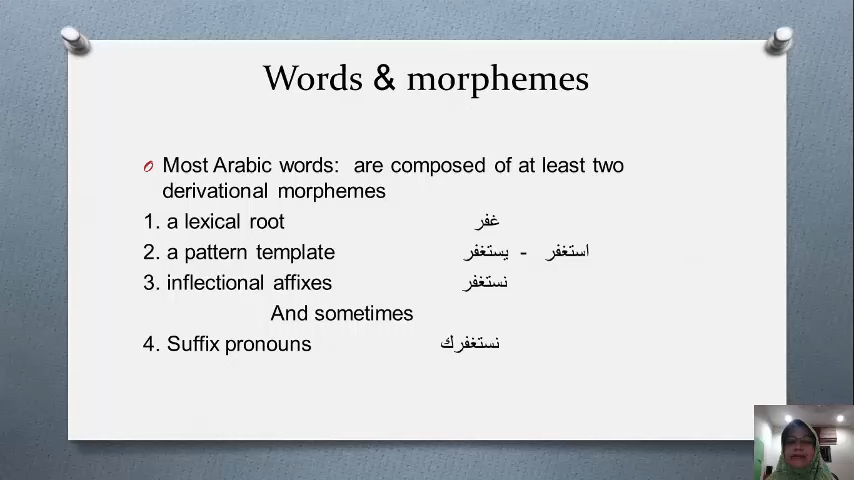 Words & morphemes
Most Arabic words: are composed of at least two
derivational morphemes
1. a lexical root غفر
2. a pattern template استغفر - يستغفر
3. inflectional affixes نستغفر
And sometimes
4. Suffix pronouns نستغفرك